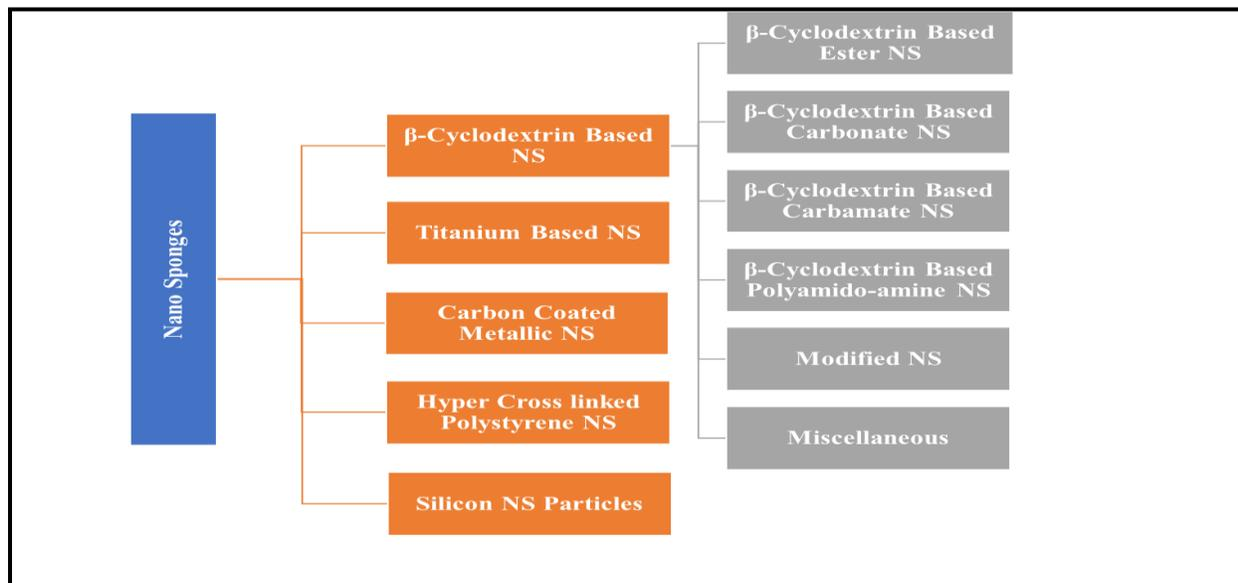 Nano Sponges
β-Cyclodextrin Based
NS
Titanium Based NS
Carbon Coated
Metallic NS
Hyper Cross linked
Polystyrene NS
Silicon NS Particles
β-Cyclodextrin Based
Ester NS
β-Cyclodextrin Based
Carbonate NS
β-Cyclodextrin Based
Carbamate NS
β-Cyclodextrin Based
Polyamido-amine NS
Modified NS
Miscellaneous